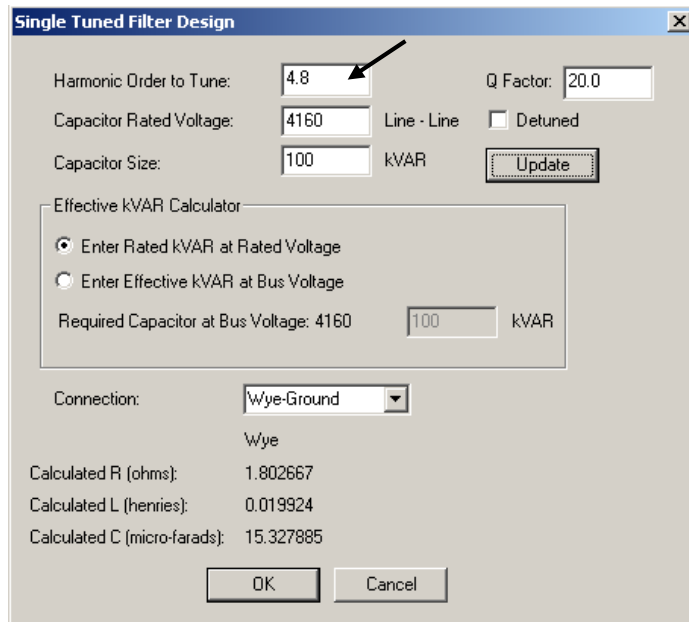 Single Tuned Filter Design
Harmonic Order to Tune: 4.8 Q Factor: 20.0
Capacitor Rated Voltage: 4160 Line - Line Detuned
Capacitor Size: 100 kVAR Update
Effective kVAR Calculator
Enter Rated kVAR at Rated Voltage
Enter Effective kVAR at Bus Voltage
Required Capacitor at Bus Voltage: 4160 100 kVAR
Connection: Wye-Ground
Wye
Calculated R (ohms): 1.802667
Calculated L (henries): 0.019924
Calculated C (micro-farads): 15.327885
OK Cancel